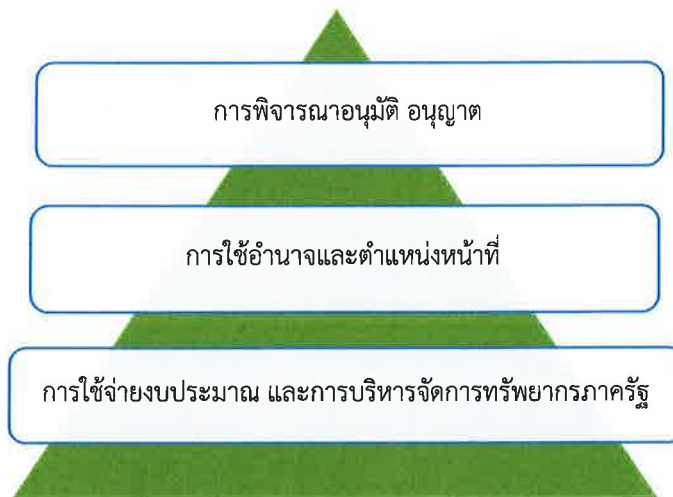 การพิจารณาอนุมัติ อนุญาต
การใช้อำนาจและตำแหน่งหน้าที่
การใช้จ่ายงบประมาณ และการบริหารจัดการทรัพยากรภาครัฐ